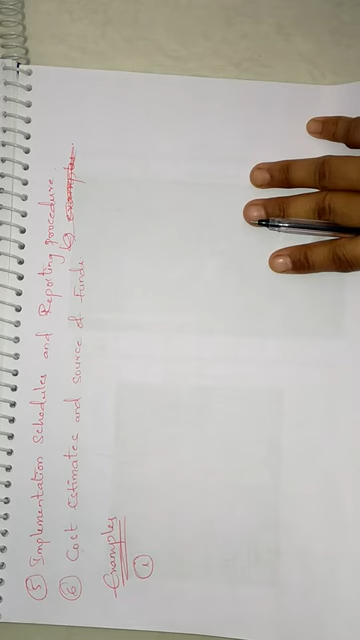 ⑤ Implementation Schedules and Reporting procedure.
⑥ Cost estimates and source of funds
Examples
①